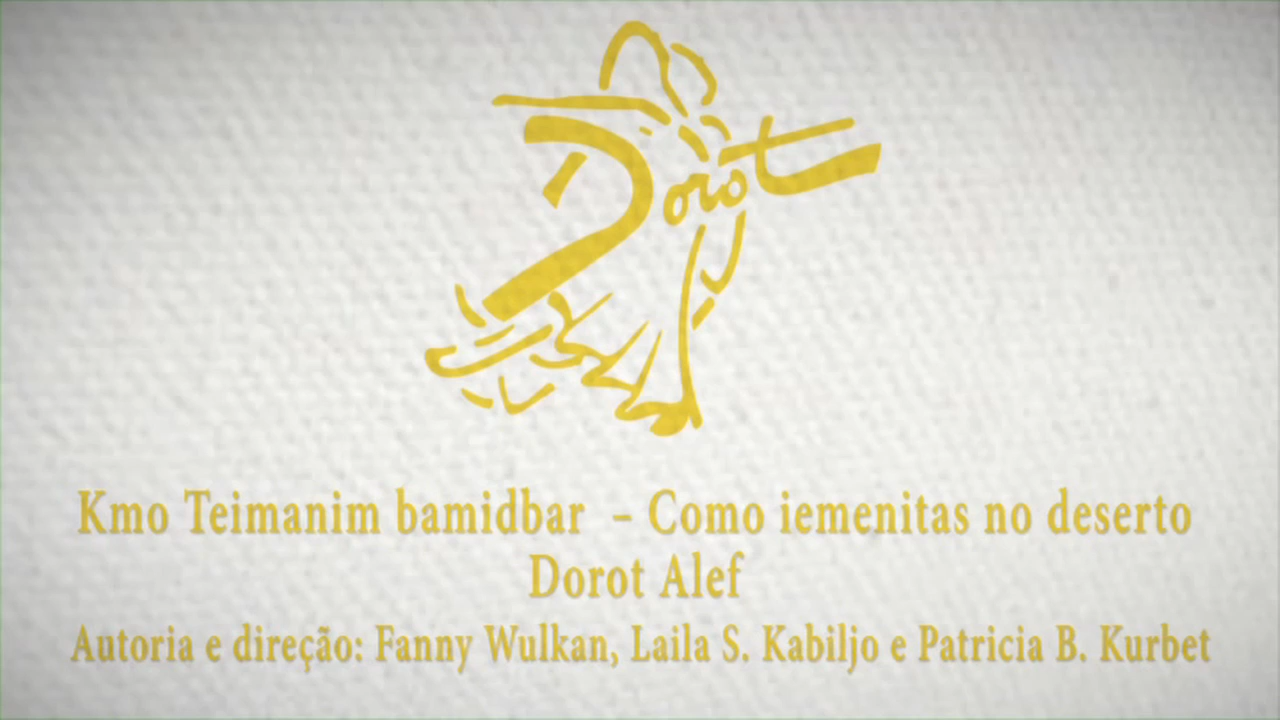 Dorot
Kmo Teimanim bamidbar – Como iemenitas no deserto
Dorot Alef
Autoria e direção: Fanny Wulkan, Laila S. Kabiljo e Patricia B. Kurbet